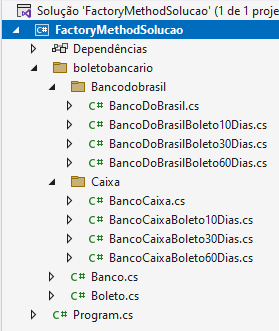 Solução 'FactoryMethodSolucao' (1 de 1 proje
C# FactoryMethodSolucao
Dependências
boletobancario
Bancodobrasil
C# BancoDoBrasil.cs
C# BancoDoBrasilBoleto10Dias.cs
C# BancoDoBrasilBoleto30Dias.cs
C# BancoDoBrasilBoleto60Dias.cs
Caixa
C# BancoCaixa.cs
C# BancoCaixaBoleto10Dias.cs
C# BancoCaixaBoleto30Dias.cs
C# BancoCaixaBoleto60Dias.cs
C# Banco.cs
C# Boleto.cs
C# Program.cs